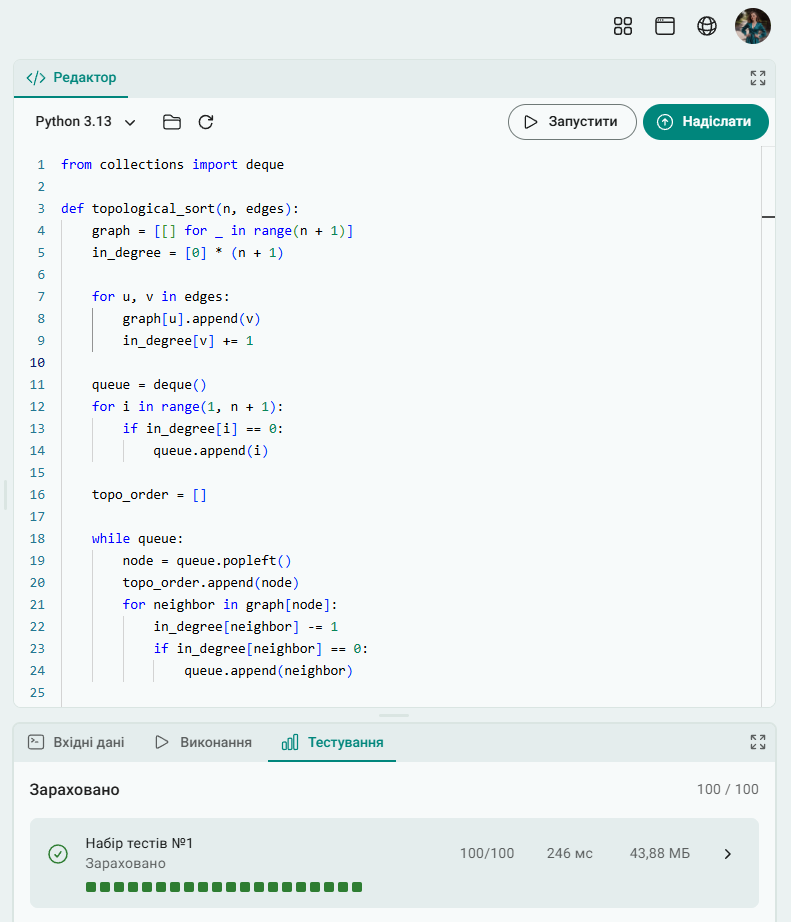 </> Редактор
Python 3.13
Запустити
Надіслати
1 from collections import deque
2
3 def topological_sort(n, edges):
4     graph = [[] for _ in range(n + 1)]
5     in_degree = [0] * (n + 1)
6
7     for u, v in edges:
8         graph[u].append(v)
9         in_degree[v] += 1
10
11     queue = deque()
12     for i in range(1, n + 1):
13         if in_degree[i] == 0:
14             queue.append(i)
15
16     topo_order = []
17
18     while queue:
19         node = queue.popleft()
20         topo_order.append(node)
21         for neighbor in graph[node]:
22             in_degree[neighbor] -= 1
23             if in_degree[neighbor] == 0:
24                 queue.append(neighbor)
25
Вхідні дані Виконання Тестування
Зараховано 100 / 100
Набір тестів №1
Зараховано
100/100 246 мс 43,88 МБ